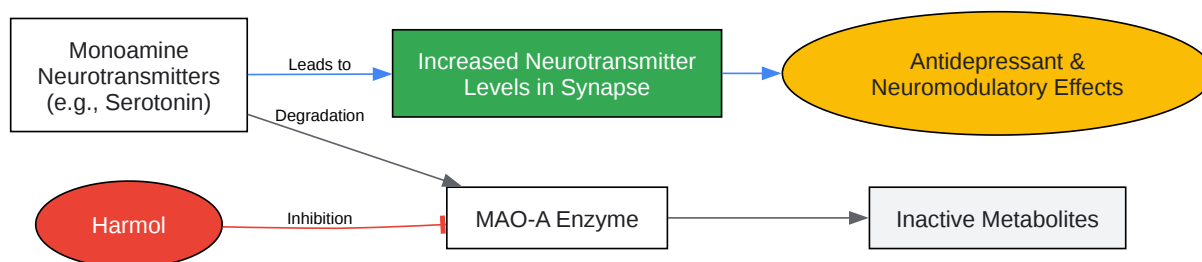 Monoamine
Neurotransmitters
(e.g., Serotonin)
Leads to
Increased Neurotransmitter
Levels in Synapse
Antidepressant &
Neuromodulatory Effects
Degradation
Harmol
Inhibition
MAO-A Enzyme
Inactive Metabolites